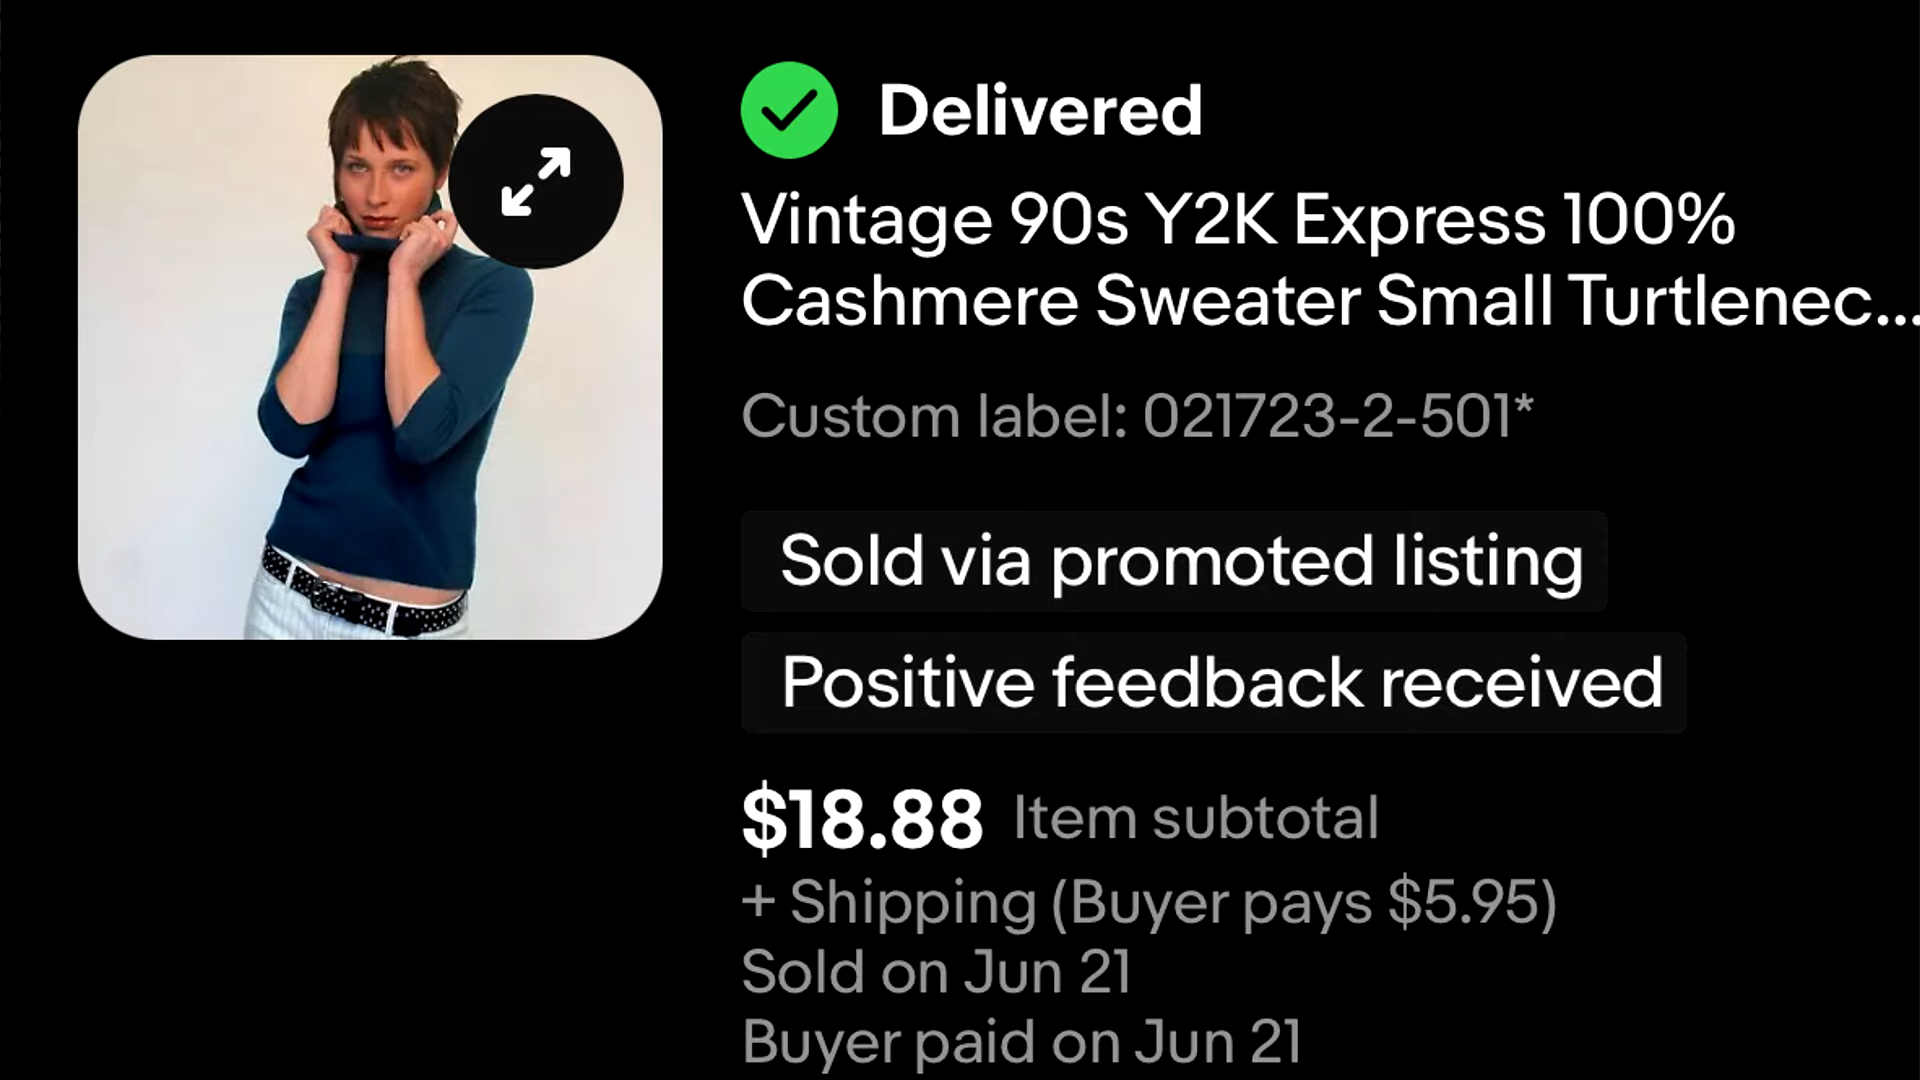 Delivered
Vintage 90s Y2K Express 100%
Cashmere Sweater Small Turtlenec...
Custom label: 021723-2-501*
Sold via promoted listing
Positive feedback received
$18.88 Item subtotal
+ Shipping (Buyer pays $5.95)
Sold on Jun 21
Buyer paid on Jun 21